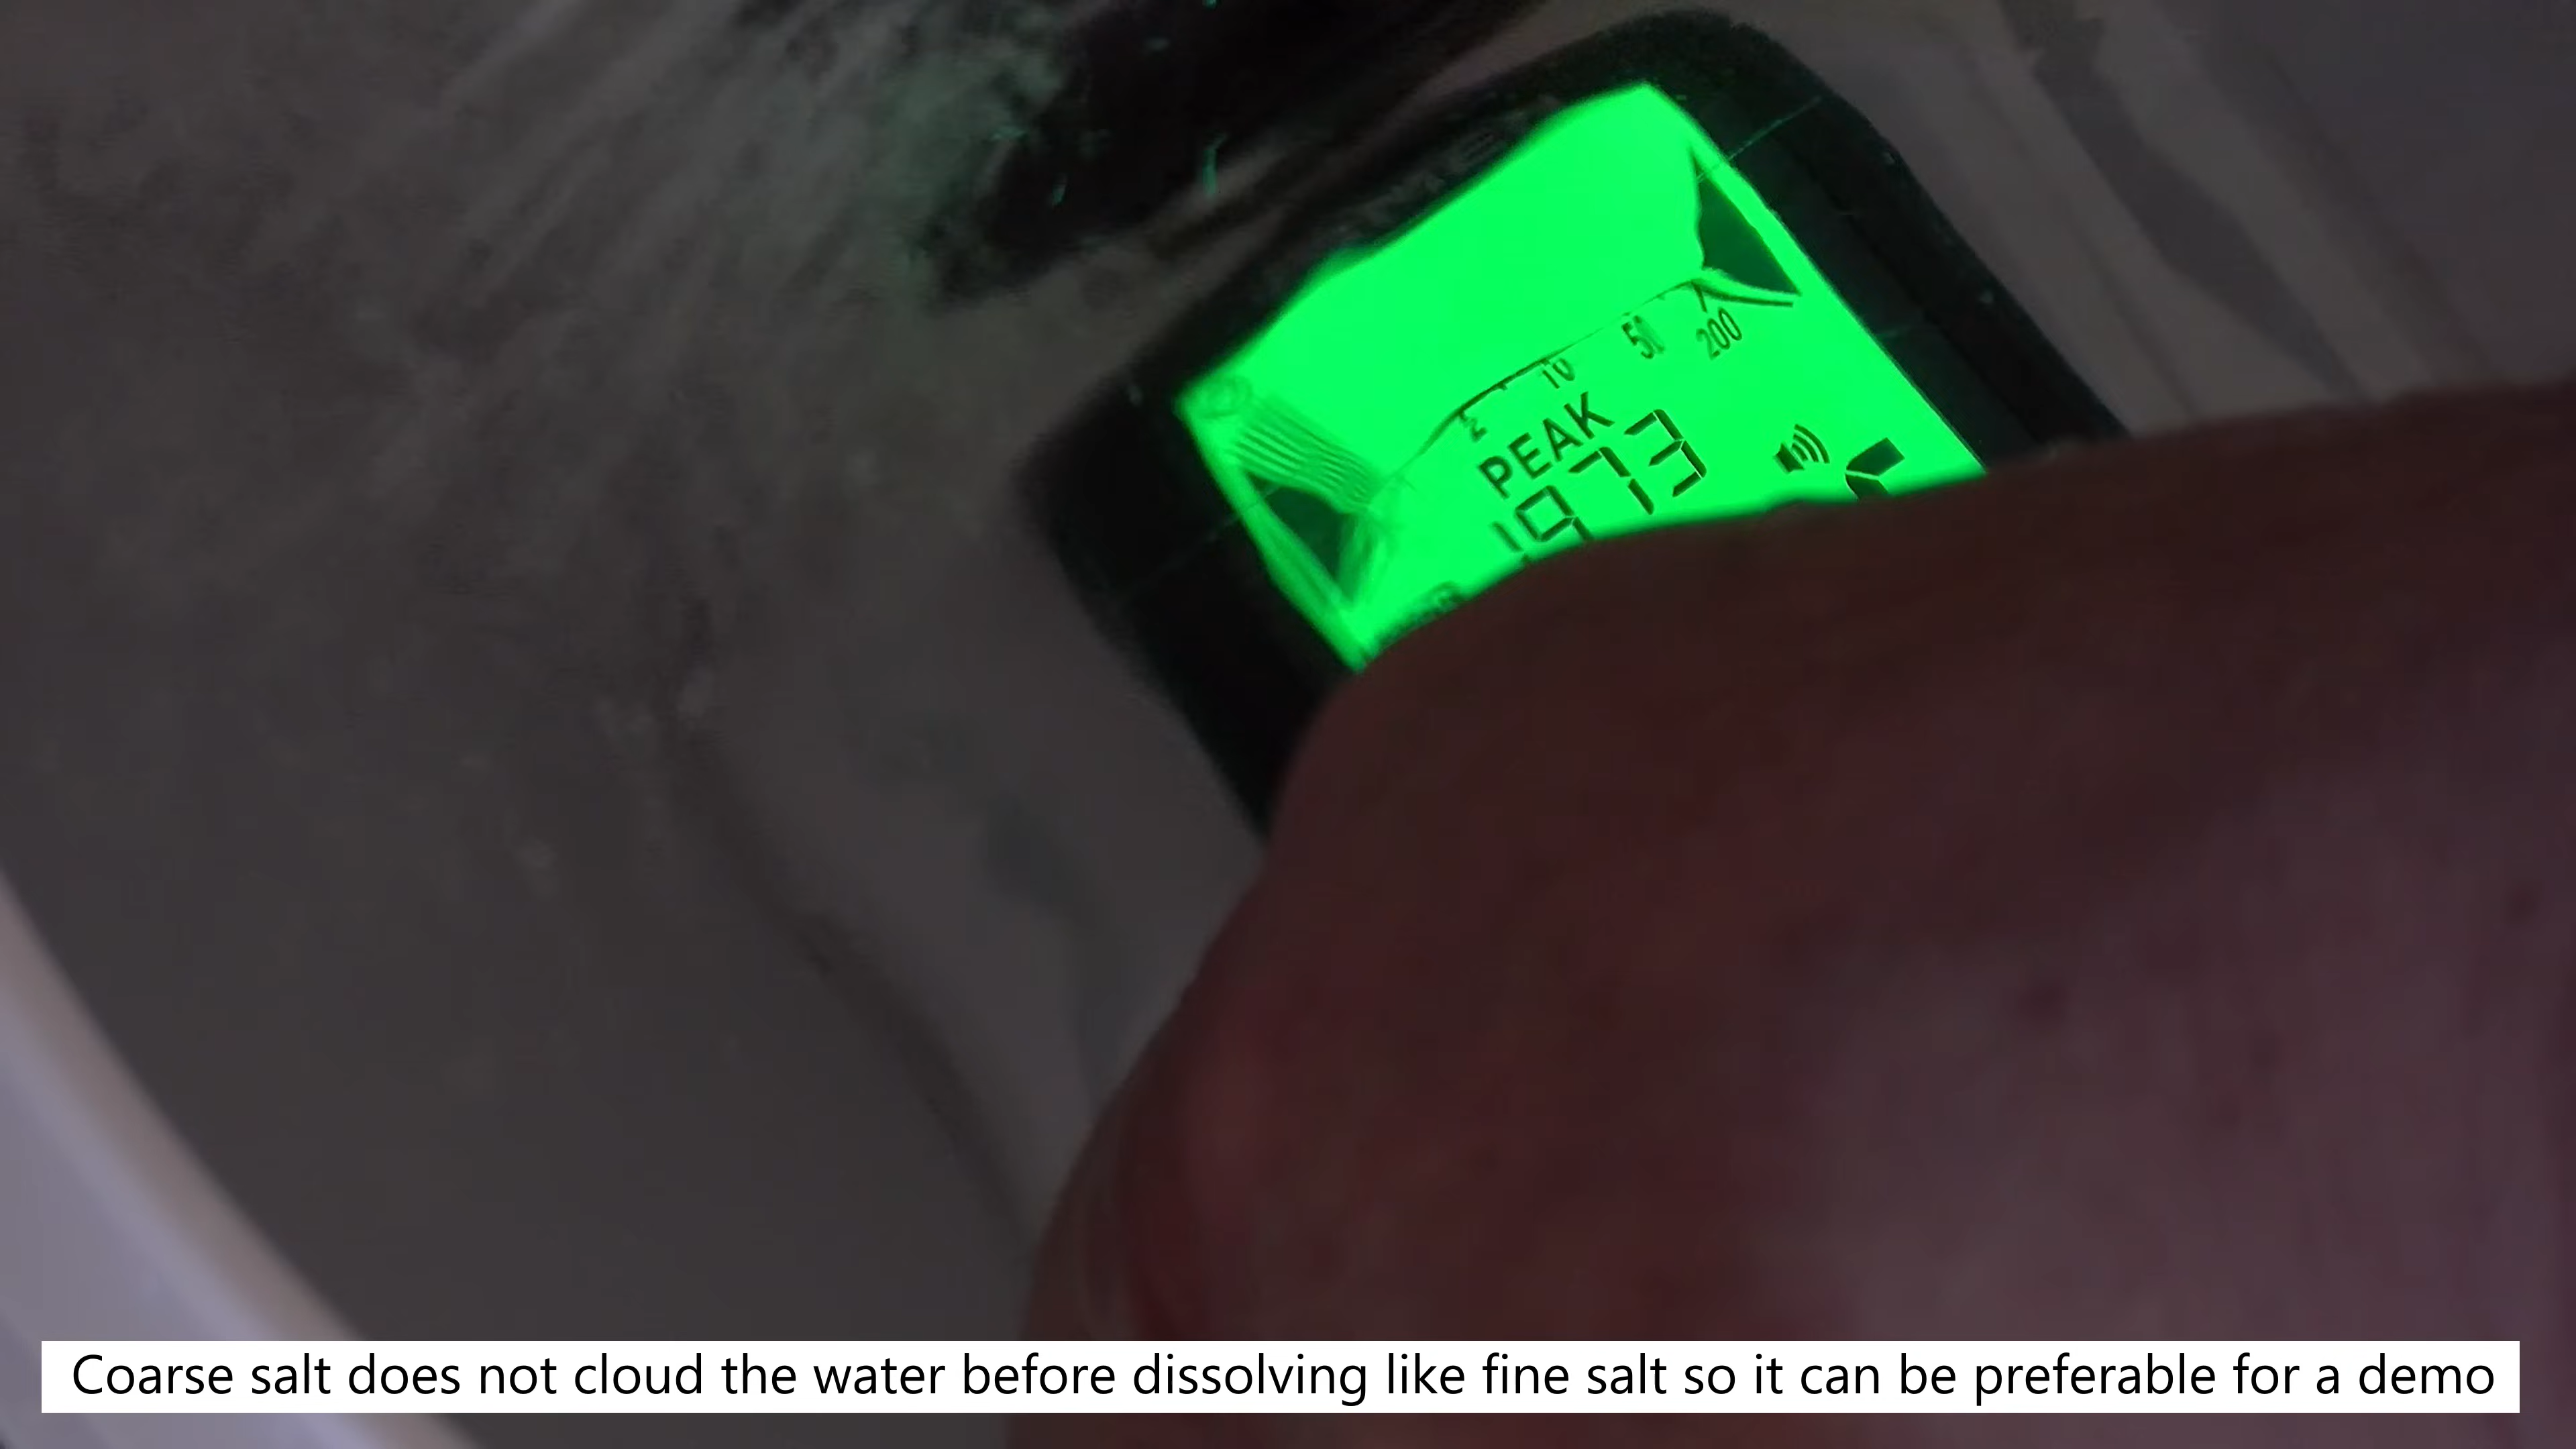 2 10 50 200
PEAK
1973
Coarse salt does not cloud the water before dissolving like fine salt so it can be preferable for a demo